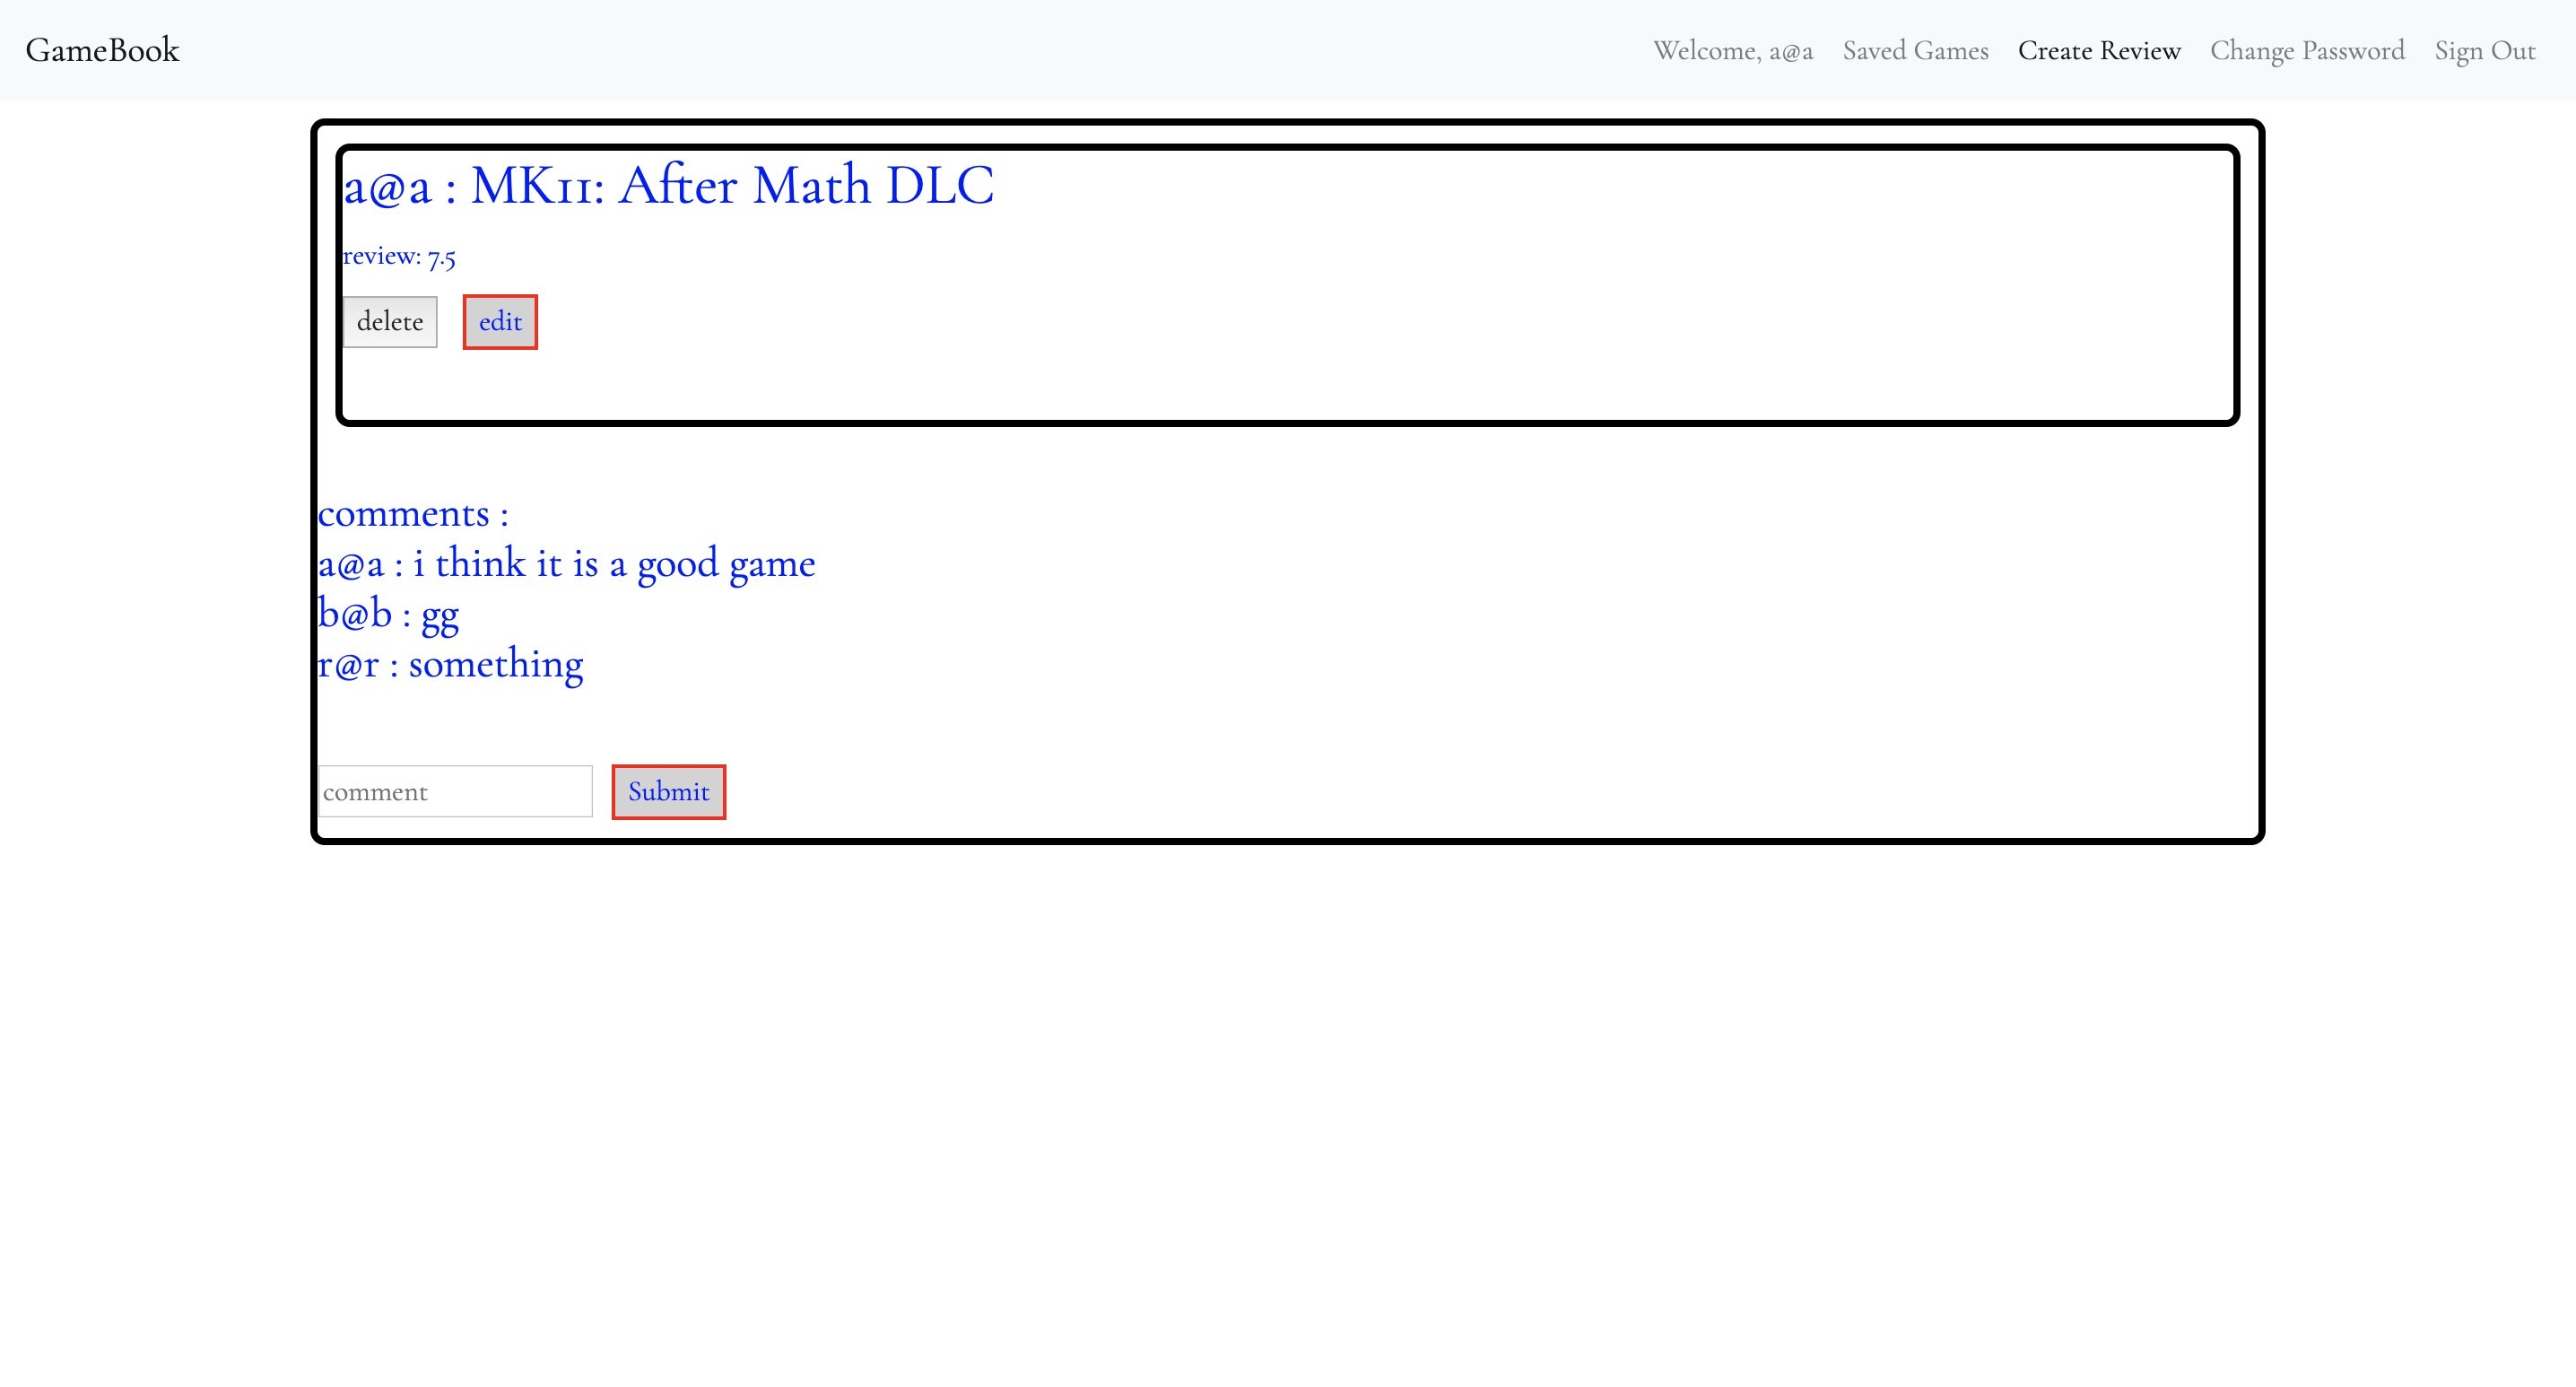 GameBook Welcome, a@a Saved Games Create Review Change Password Sign Out
a@a : MK11: After Math DLC
review: 7.5
delete edit
comments :
a@a : i think it is a good game
b@b : gg
r@r : something
comment Submit